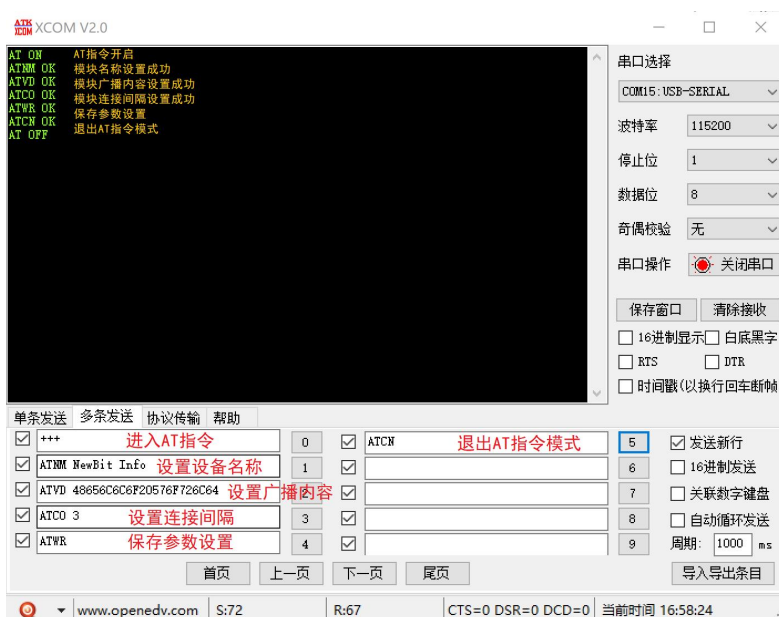 ATK XCOM XCOM V2.0
AT ON AT指令开启
ATNM OK 模块名称设置成功
ATVD OK 模块广播内容设置成功
ATCO OK 模块连接间隔设置成功
ATWR OK 保存参数设置
ATCN OK 退出AT指令模式
AT OFF
串口选择
COM15:USB-SERIAL
波特率 115200
停止位 1
数据位 8
奇偶校验 无
串口操作 关闭串口
保存窗口 清除接收
16进制显示 白底黑字
RTS DTR
时间戳(以换行回车断帧
单条发送 多条发送 协议传输 帮助
+++ 进入AT指令 0 ATCN 退出AT指令模式 5 发送新行
ATNM NewBit Info 设置设备名称 1 6 16进制发送
ATVD 48656C6C6F20576F726C64 设置广播内容 2 7 关联数字键盘
ATCO 3 设置连接间隔 3 8 自动循环发送
ATWR 保存参数设置 4 9 周期: 1000 ms
首页 上一页 下一页 尾页 导入导出条目
www.openedv.com S:72 R:67 CTS=0 DSR=0 DCD=0 当前时间 16:58:24